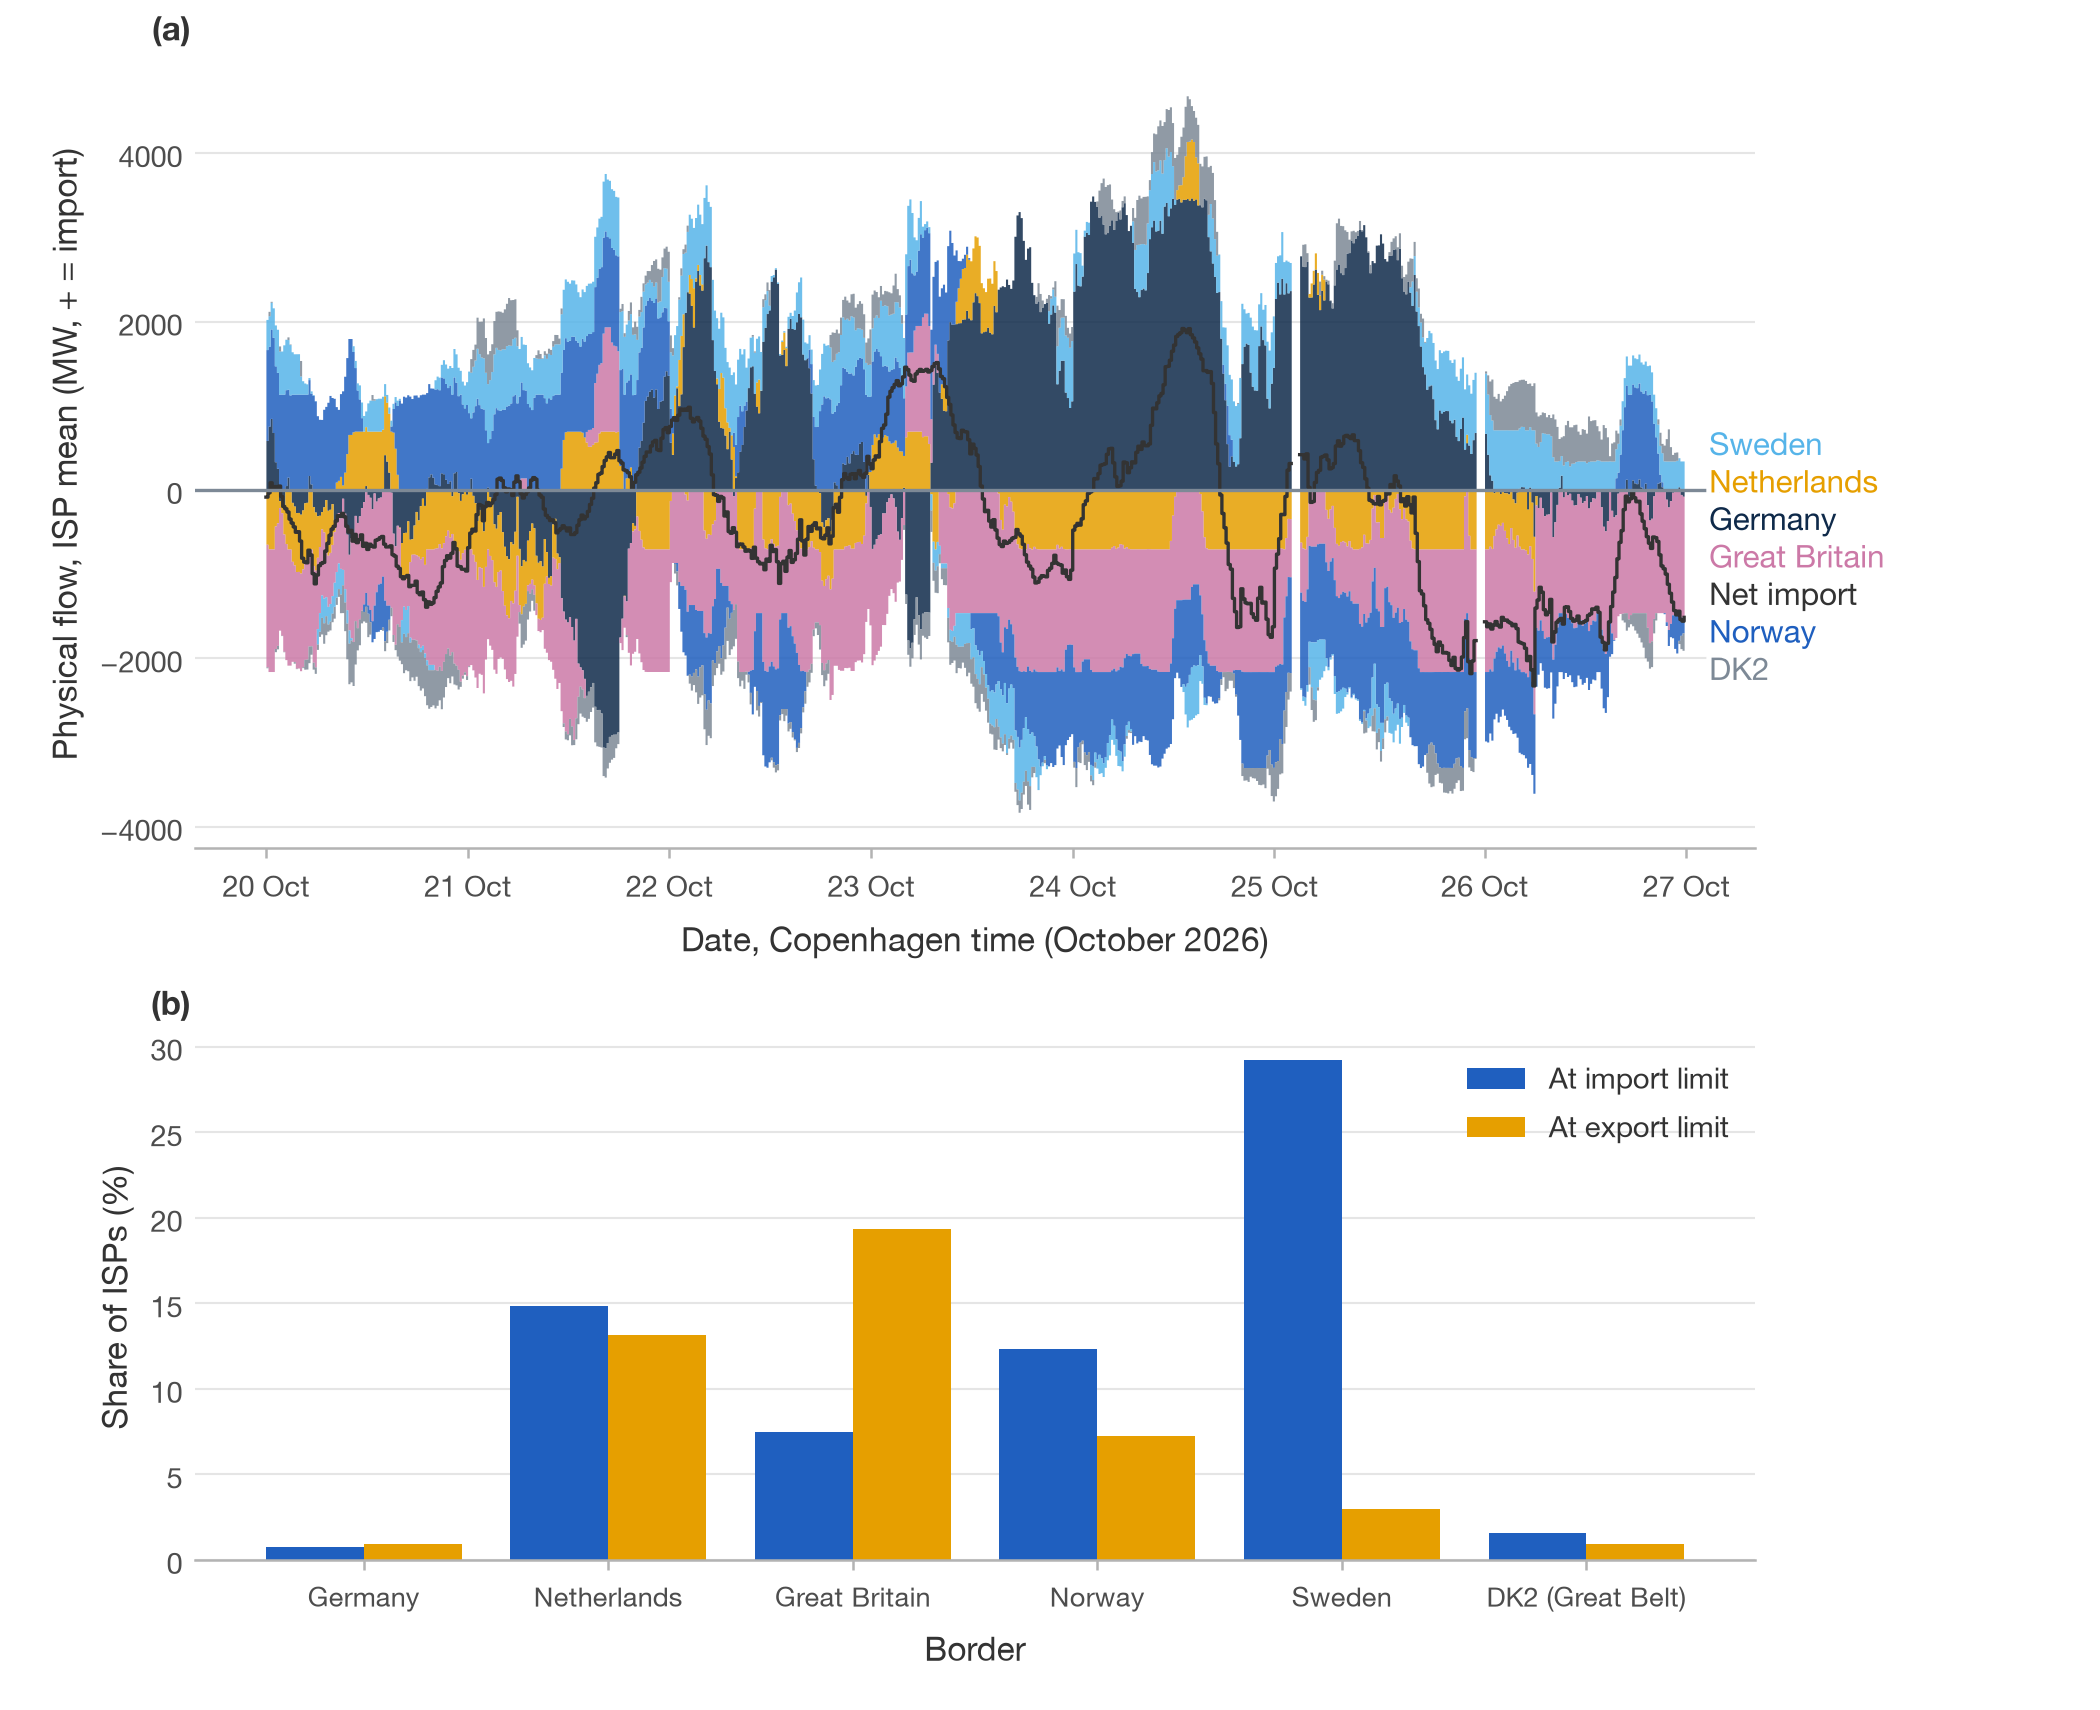 (a)
Physical flow, ISP mean (MW, + = import)
4000
2000
0
−2000
−4000
Sweden
Netherlands
Germany
Great Britain
Net import
Norway
DK2
20 Oct
21 Oct
22 Oct
23 Oct
24 Oct
25 Oct
26 Oct
27 Oct
Date, Copenhagen time (October 2026)
(b)
Share of ISPs (%)
30
25
20
15
10
5
0
At import limit
At export limit
Germany
Netherlands
Great Britain
Norway
Sweden
DK2 (Great Belt)
Border